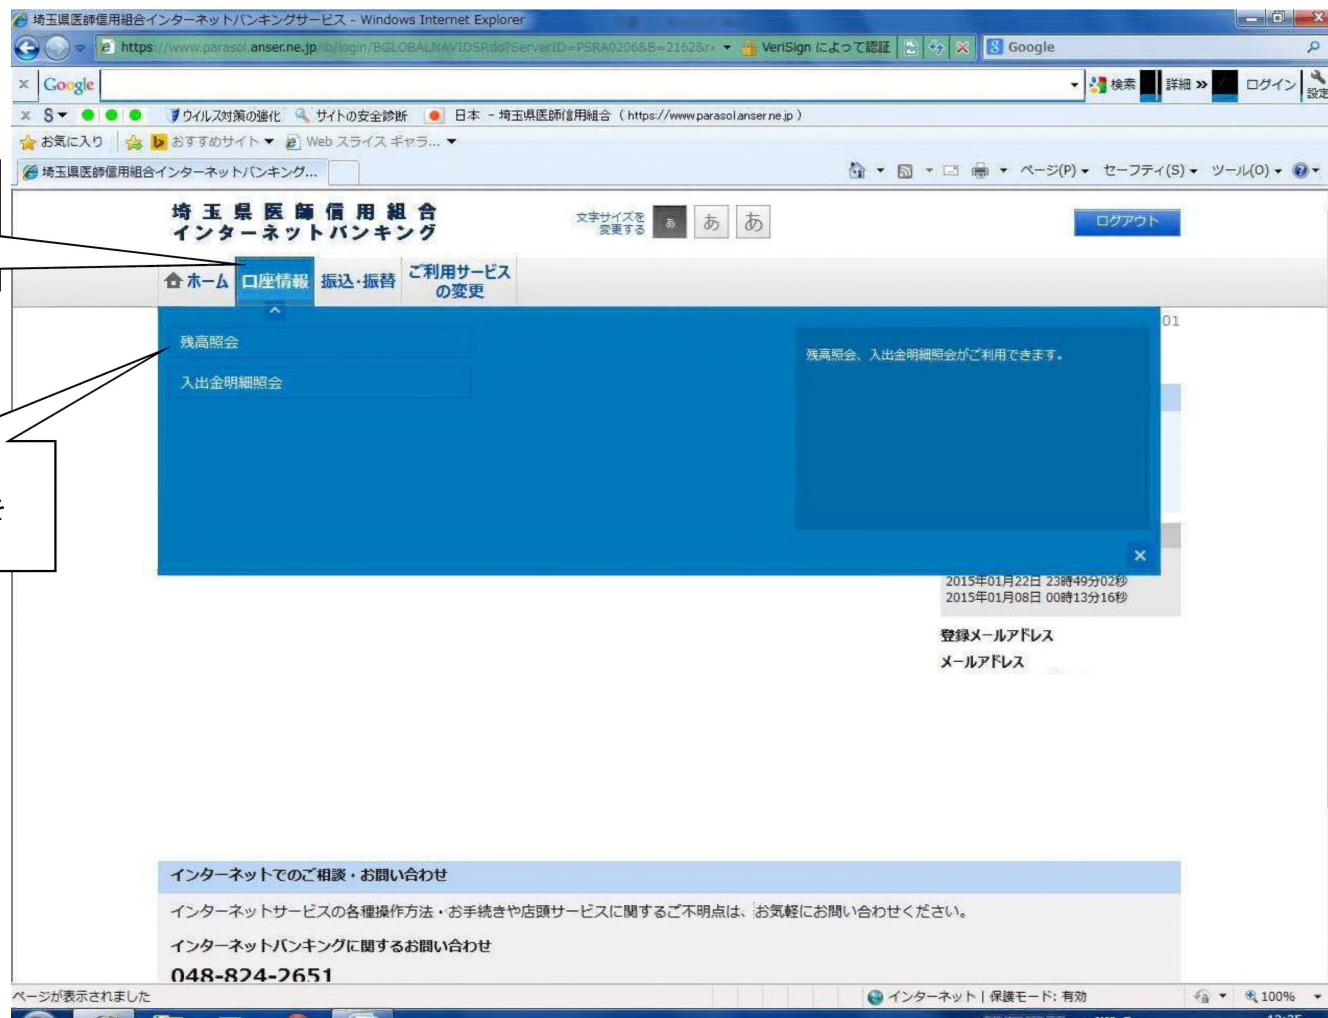 埼玉県医師信用組合インターネットバンキングサービス - Windows Internet Explorer
https://www.parasol.anser.ne.jp/ib/login/BGLOBALNAVIDSP.do?ServerID=PSRA0206&B=2162&r
VeriSign によって認証
Google
× Google
検索
詳細 »
ログイン
設定
× S
ウイルス対策の強化
サイトの安全診断
日本 - 埼玉県医師信用組合 ( https://www.parasol.anser.ne.jp )
お気に入り
おすすめサイト ▼
Web スライス ギャラ... ▼
埼玉県医師信用組合インターネットバンキング...
ページ(P) ▼ セーフティ(S) ▼ ツール(O) ▼
埼玉県医師信用組合
インターネットバンキング
文字サイズを
変更する
あ あ あ
ログアウト
ホーム
口座情報
振込・振替
ご利用サービス
の変更
01
残高照会
残高照会、入出金明細照会がご利用できます。
入出金明細照会
を
×
2015年01月22日 23時49分02秒
2015年01月08日 00時13分16秒
登録メールアドレス
メールアドレス
インターネットでのご相談・お問い合わせ
インターネットサービスの各種操作方法・お手続きや店頭サービスに関するご不明点は、お気軽にお問い合わせください。
インターネットバンキングに関するお問い合わせ
048-824-2651
ページが表示されました
インターネット | 保護モード: 有効
100%